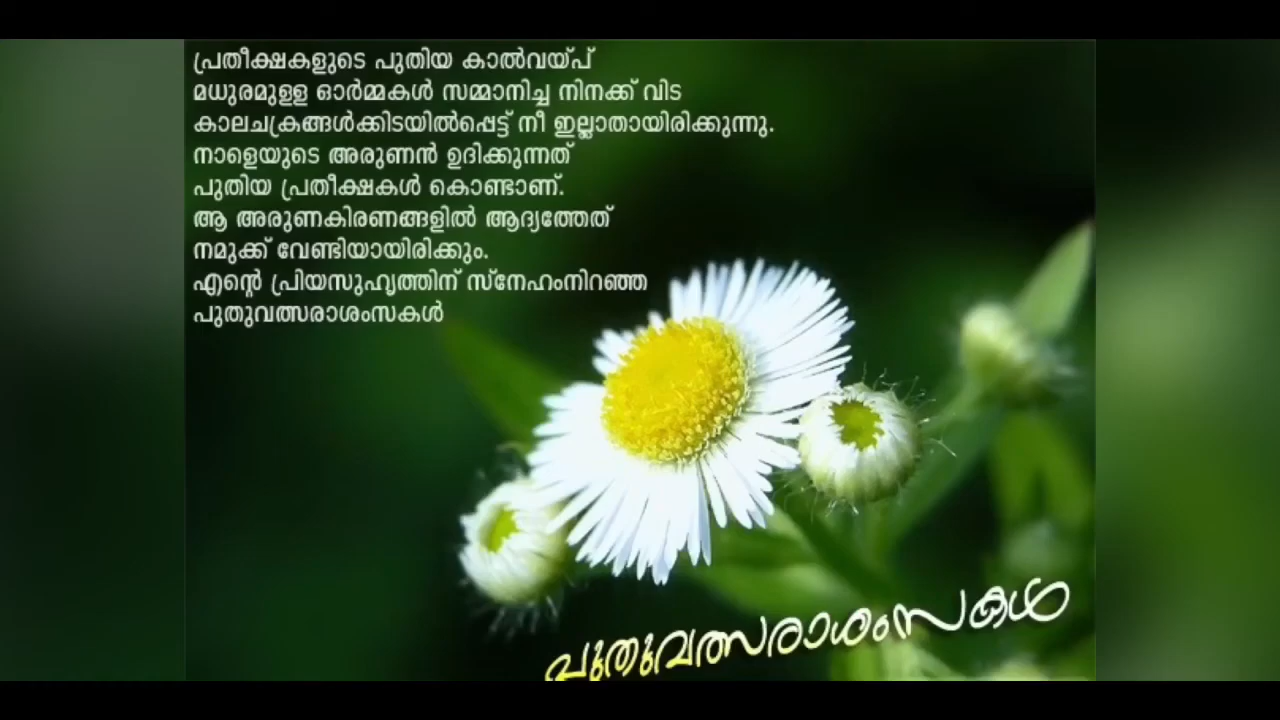 പ്രതീക്ഷകളുടെ പുതിയ കാൽവയ്പ്
മധുരമുളള ഓർമ്മകൾ സമ്മാനിച്ച നിനക്ക് വിട
കാലചക്രങ്ങൾക്കിടയിൽപ്പെട്ട് നീ ഇല്ലാതായിരിക്കുന്നു.
നാളെയുടെ അരുണൻ ഉദിക്കുന്നത്
പുതിയ പ്രതീക്ഷകൾ കൊണ്ടാണ്.
ആ അരുണകിരണങ്ങളിൽ ആദ്യത്തേത്
നമുക്ക് വേണ്ടിയായിരിക്കും.
എന്റെ പ്രിയസുഹൃത്തിന് സ്നേഹംനിറഞ്ഞ
പുതുവത്സരാശംസകൾ
പുതുവത്സരാശംസകൾ